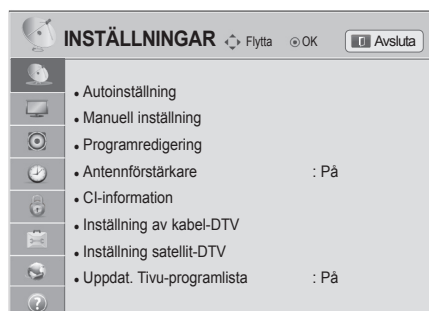 INSTÄLLNINGAR Flytta OK Avsluta
• Autoinställning
• Manuell inställning
• Programredigering
• Antennförstärkare : På
• CI-information
• Inställning av kabel-DTV
• Inställning satellit-DTV
• Uppdat. Tivu-programlista : På